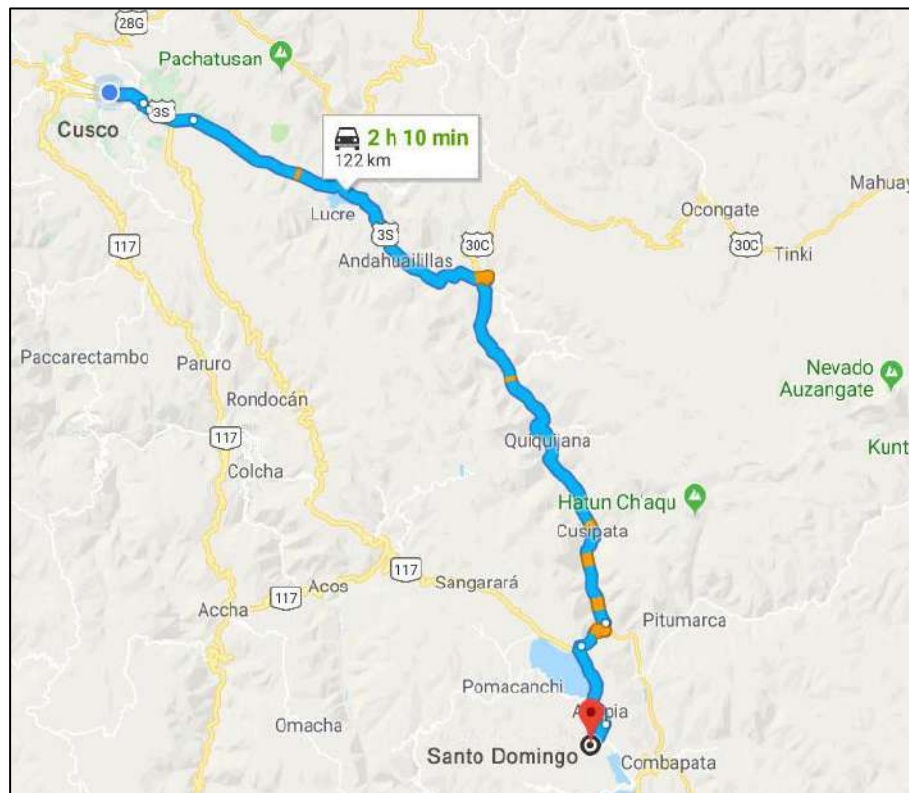 28G
Pachatusan
3S
Cusco
2 h 10 min
122 km
Lucre
Mahuay
Ocongate
117
3S
30C
30C
Tinki
Andahuailillas
Paccarectambo
Paruro
Nevado
Auzangate
Rondocán
117
Quiquijana
Kunt
Colcha
Hatun Ch'aqu
Cusipata
117
Sangarará
Acos
117
Accha
Pitumarca
Pomacanchi
Omacha
Santo Domingo
Combapata